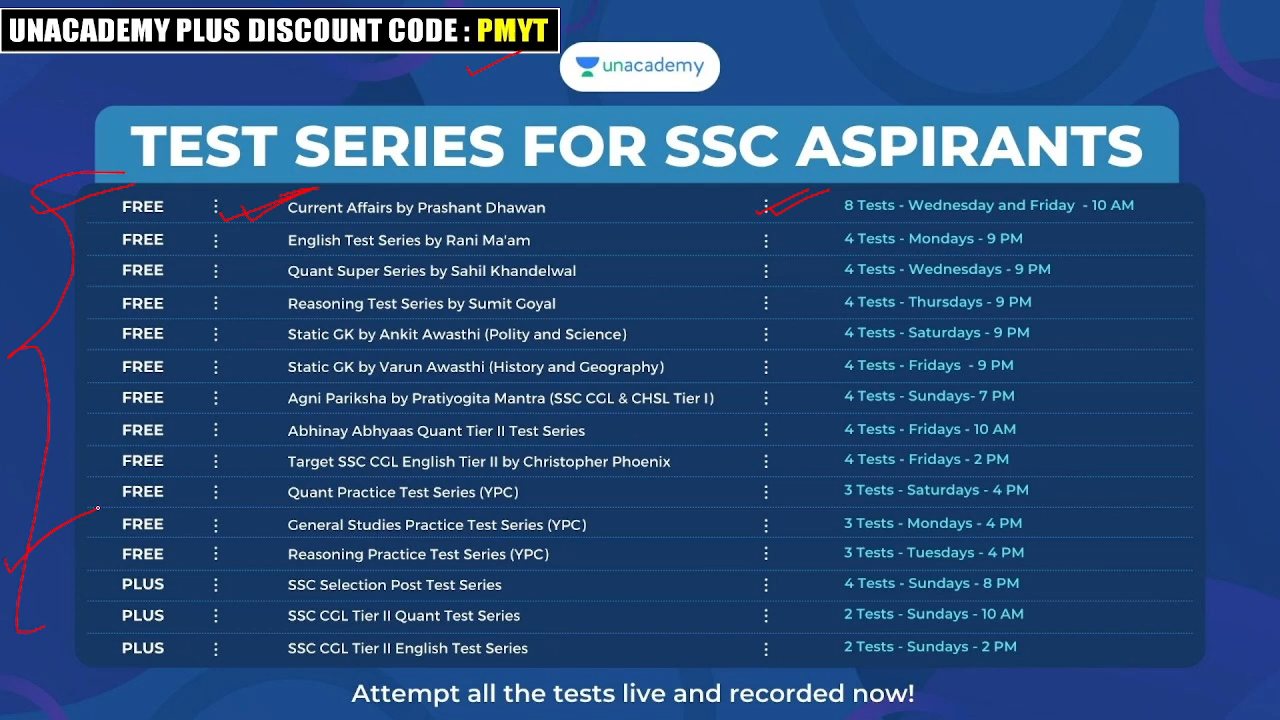 UNACADEMY PLUS DISCOUNT CODE : PMYT
unacademy
TEST SERIES FOR SSC ASPIRANTS
FREE : Current Affairs by Prashant Dhawan : 8 Tests - Wednesday and Friday - 10 AM
FREE : English Test Series by Rani Ma'am : 4 Tests - Mondays - 9 PM
FREE : Quant Super Series by Sahil Khandelwal : 4 Tests - Wednesdays - 9 PM
FREE : Reasoning Test Series by Sumit Goyal : 4 Tests - Thursdays - 9 PM
FREE : Static GK by Ankit Awasthi (Polity and Science) : 4 Tests - Saturdays - 9 PM
FREE : Static GK by Varun Awasthi (History and Geography) : 4 Tests - Fridays - 9 PM
FREE : Agni Pariksha by Pratiyogita Mantra (SSC CGL & CHSL Tier I) : 4 Tests - Sundays- 7 PM
FREE : Abhinay Abhyaas Quant Tier II Test Series : 4 Tests - Fridays - 10 AM
FREE : Target SSC CGL English Tier II by Christopher Phoenix : 4 Tests - Fridays - 2 PM
FREE : Quant Practice Test Series (YPC) : 3 Tests - Saturdays - 4 PM
FREE : General Studies Practice Test Series (YPC) : 3 Tests - Mondays - 4 PM
FREE : Reasoning Practice Test Series (YPC) : 3 Tests - Tuesdays - 4 PM
PLUS : SSC Selection Post Test Series : 4 Tests - Sundays - 8 PM
PLUS : SSC CGL Tier II Quant Test Series : 2 Tests - Sundays - 10 AM
PLUS : SSC CGL Tier II English Test Series : 2 Tests - Sundays - 2 PM
Attempt all the tests live and recorded now!